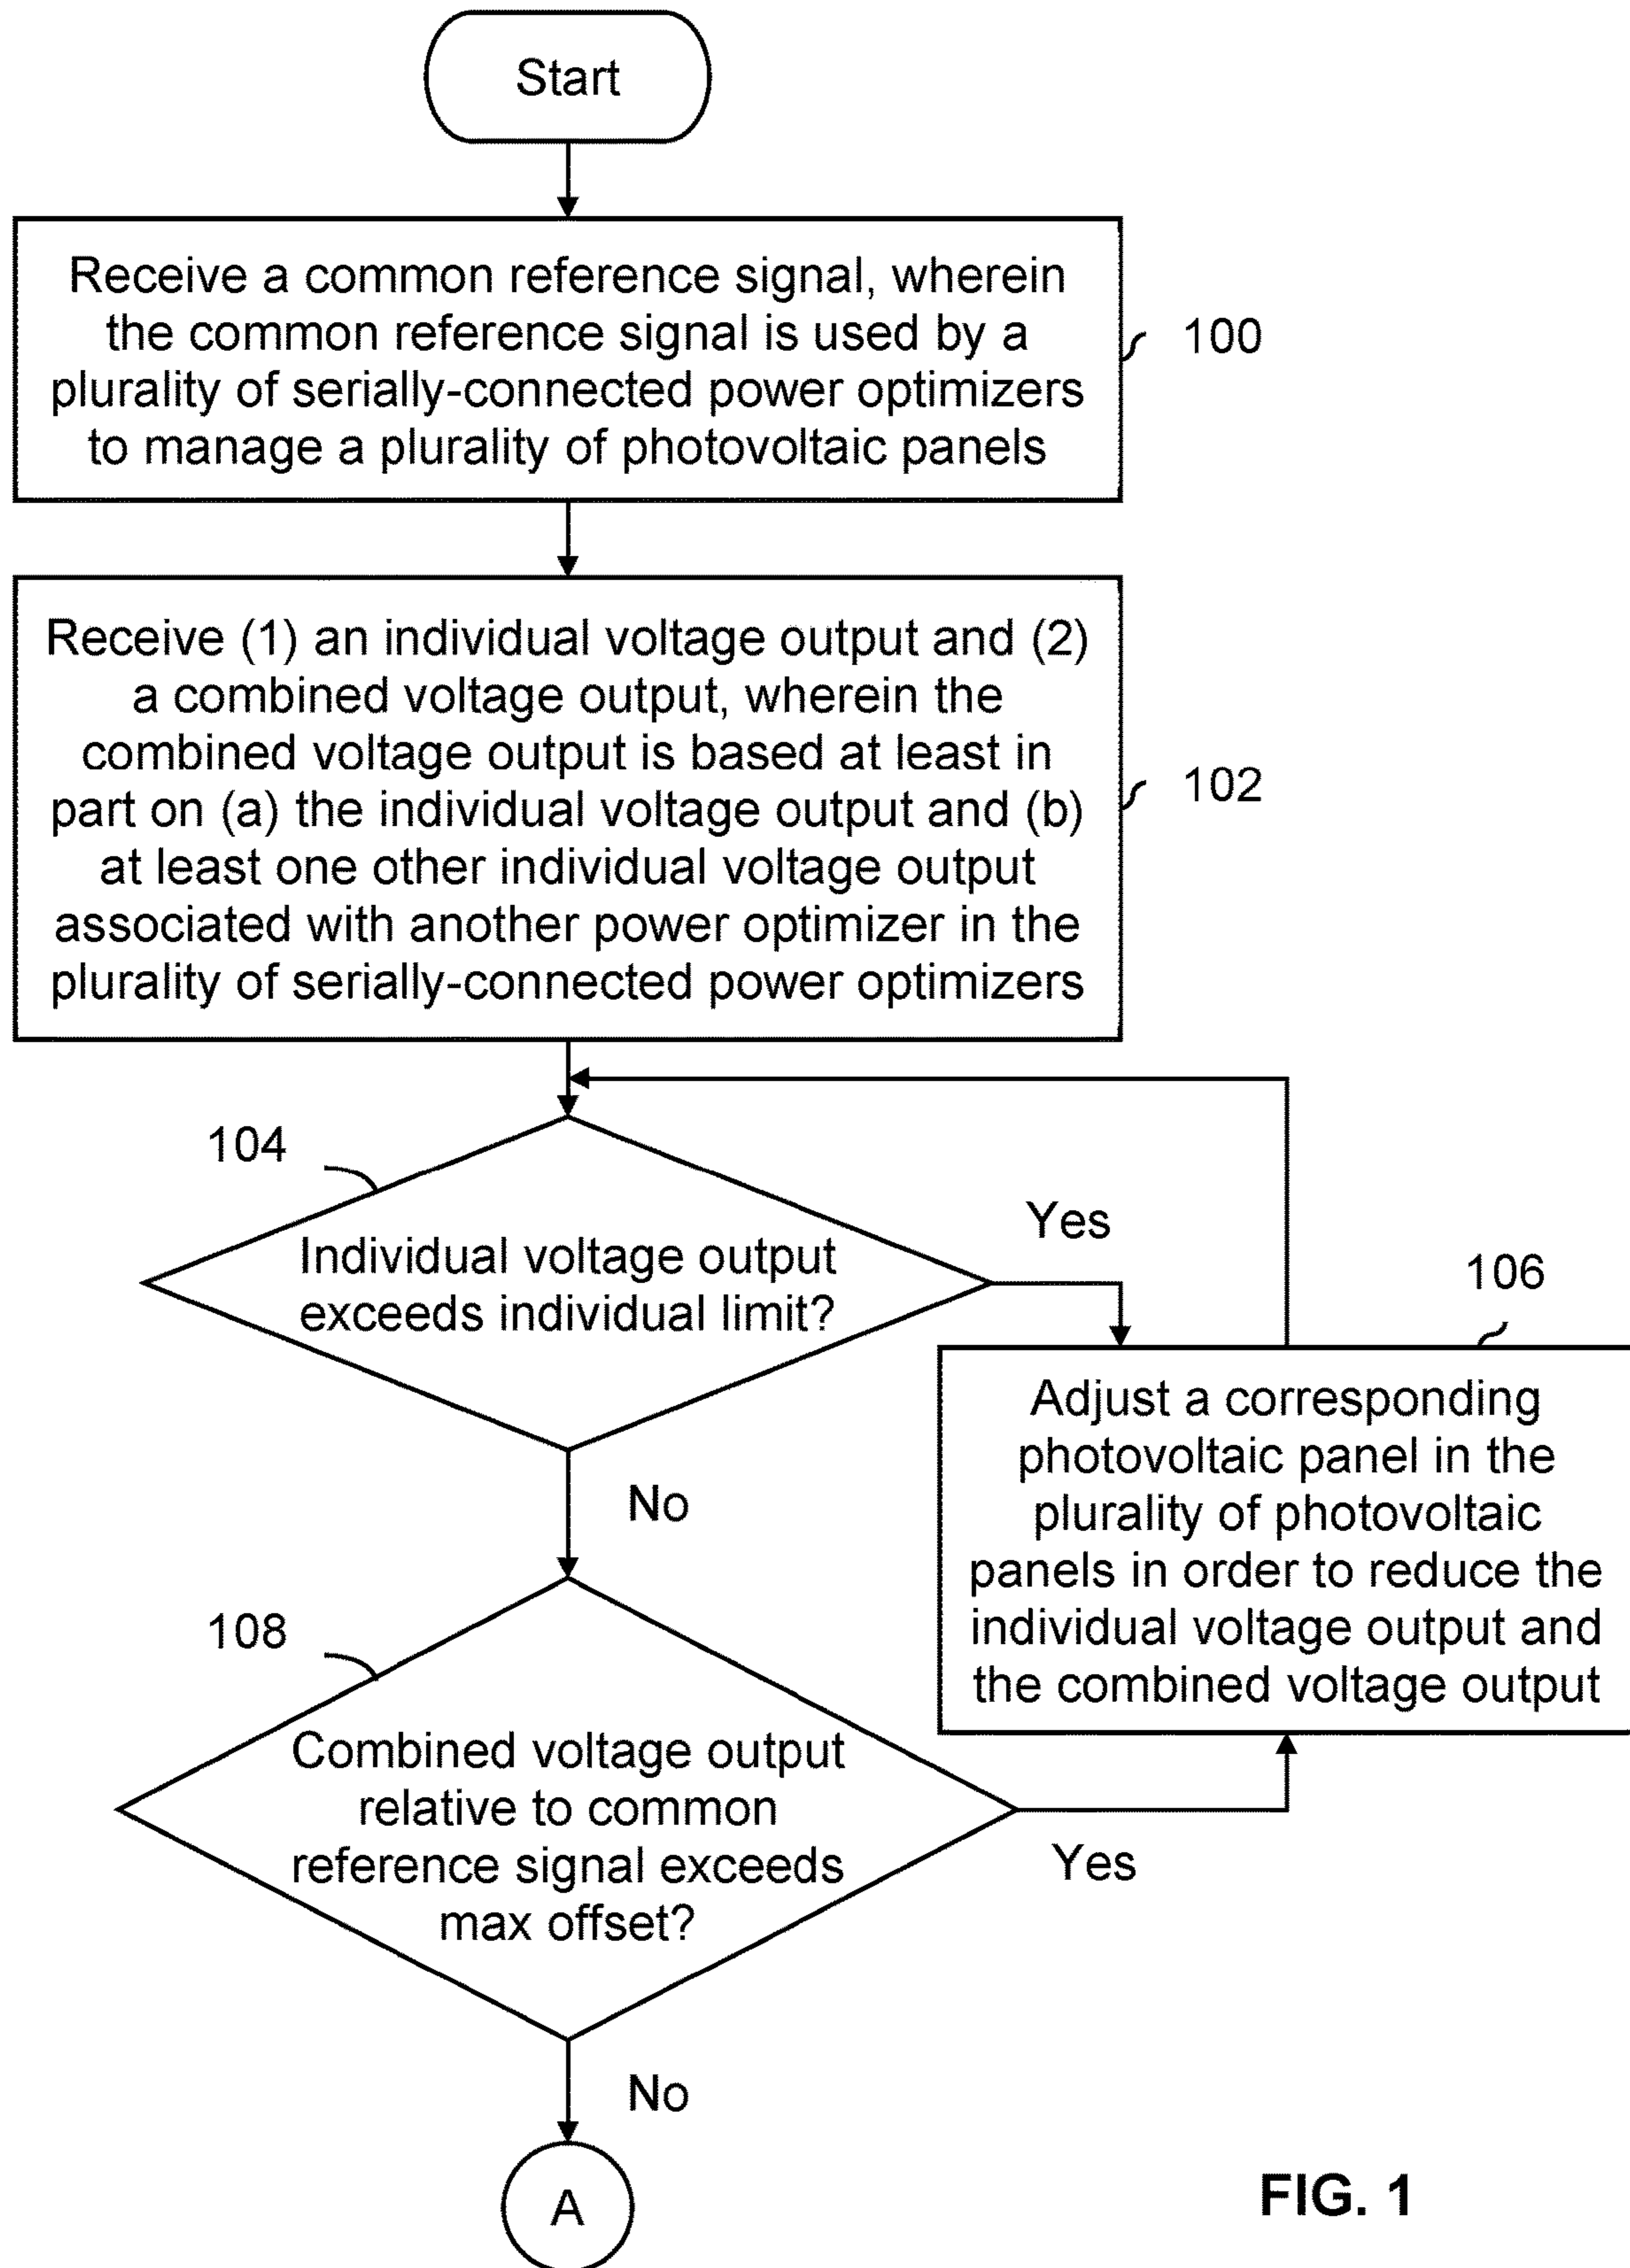 Start
Receive a common reference signal, wherein
the common reference signal is used by a
plurality of serially-connected power optimizers
to manage a plurality of photovoltaic panels
100
Receive (1) an individual voltage output and (2)
a combined voltage output, wherein the
combined voltage output is based at least in
part on (a) the individual voltage output and (b)
at least one other individual voltage output
associated with another power optimizer in the
plurality of serially-connected power optimizers
102
104
Individual voltage output
exceeds individual limit?
Yes
No
106
Adjust a corresponding
photovoltaic panel in the
plurality of photovoltaic
panels in order to reduce the
individual voltage output and
the combined voltage output
108
Combined voltage output
relative to common
reference signal exceeds
max offset?
Yes
No
A
FIG. 1